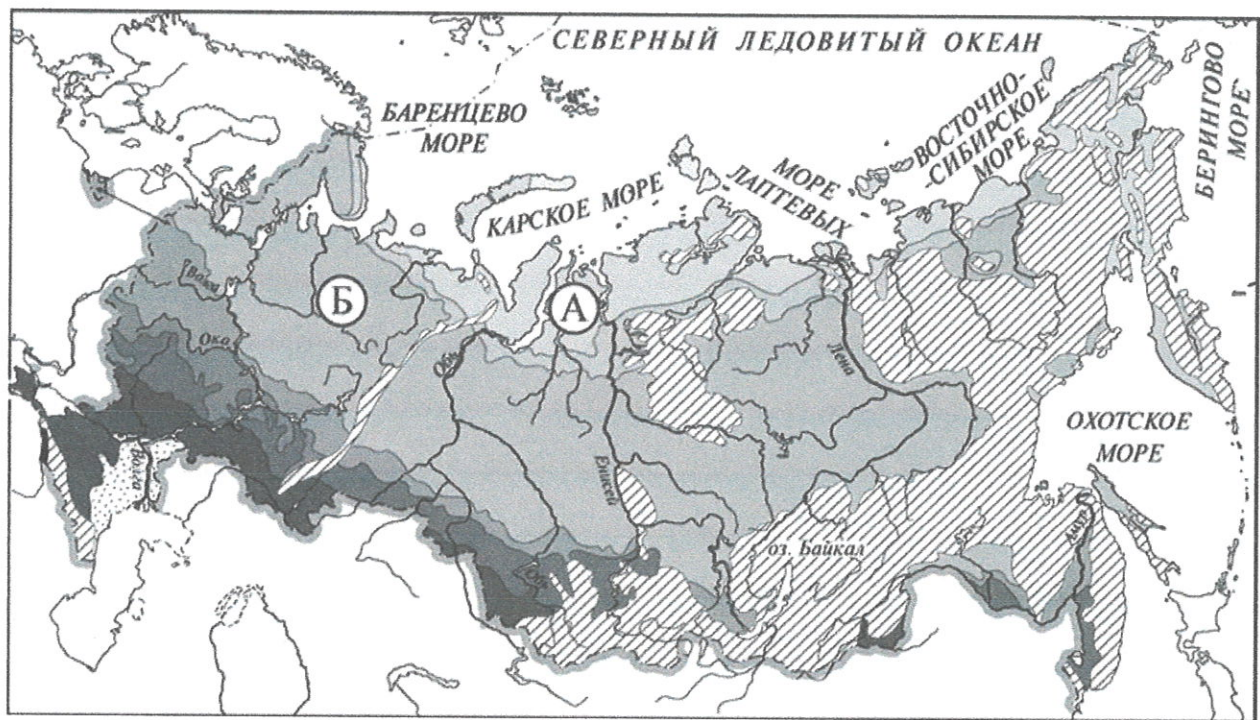 СЕВЕРНЫЙ ЛЕДОВИТЫЙ ОКЕАН
БАРЕНЦЕВО
МОРЕ
КАРСКОЕ МОРЕ
МОРЕ
ЛАПТЕВЫХ
ВОСТОЧНО-
-СИБИРСКОЕ
МОРЕ
БЕРИНГОВО
МОРЕ
Б
А
Ока
Обь
Лена
ОХОТСКОЕ
МОРЕ
Волга
Енисей
Обь
оз. Байкал
Амур